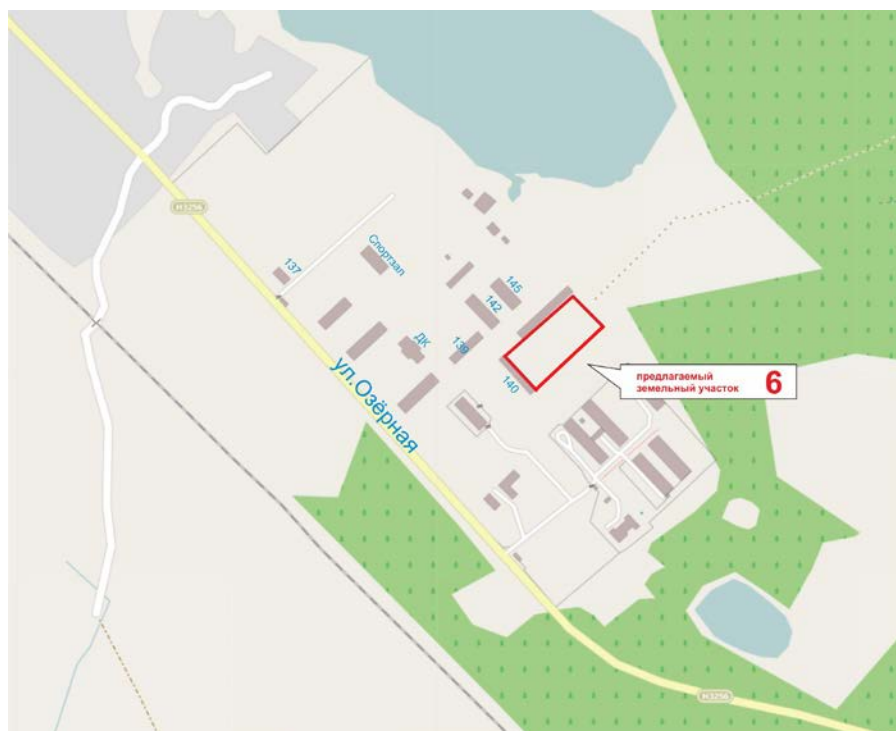 Н3256
Спортзал
137
145
142
139
ДК
140
ул.Озёрная
предлагаемый
земельный участок
6
Н3256